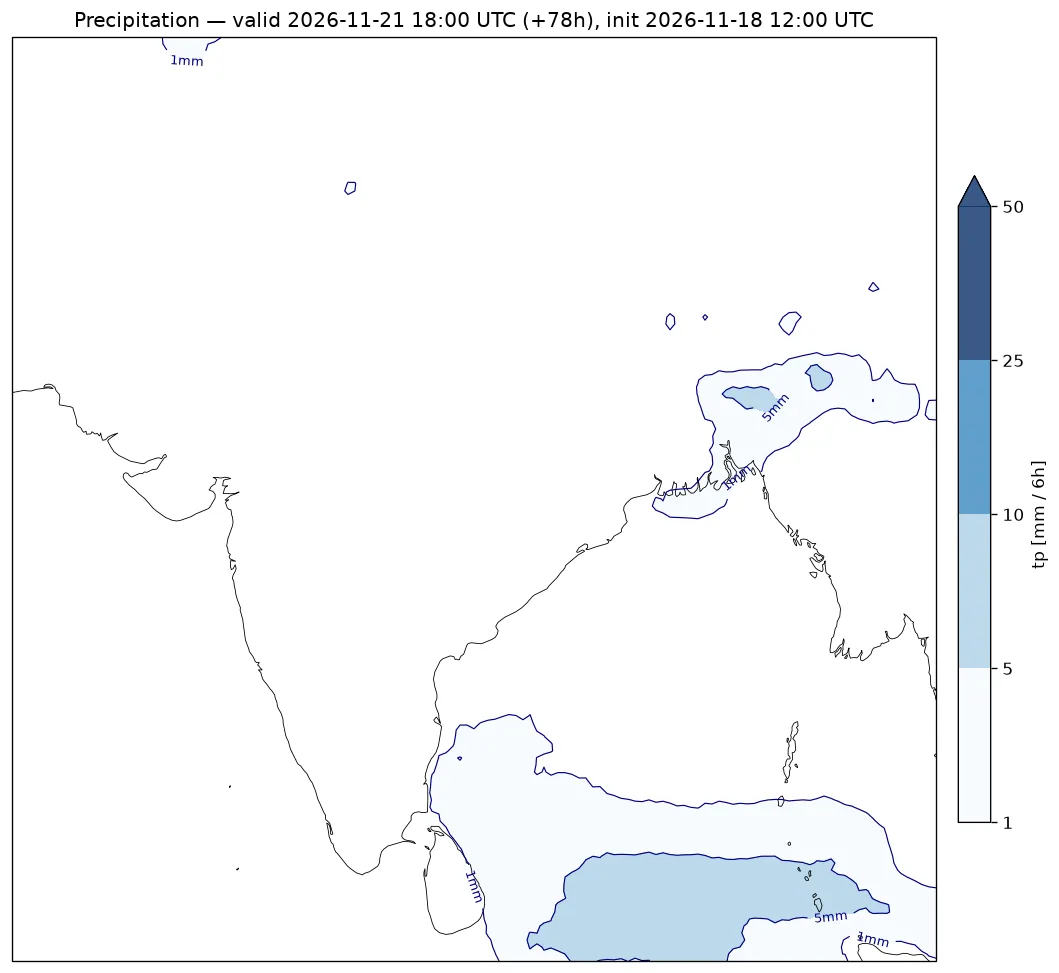 Precipitation — valid 2026-11-21 18:00 UTC (+78h), init 2026-11-18 12:00 UTC
1mm
50
25
5mm
tp [mm / 6h]
1mm
10
5
1
1mm
5mm
1mm